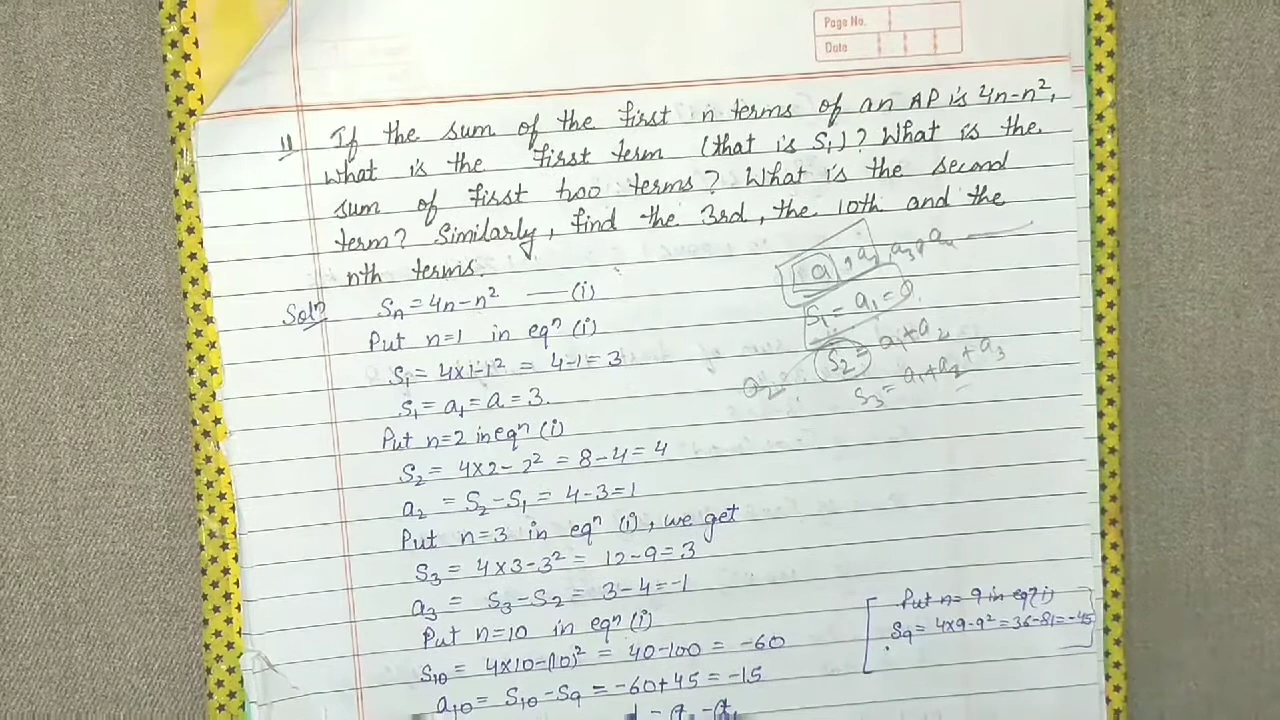 Page No.
Date
11 If the sum of the first n terms of an AP is 4n-n²,
what is the first term (that is S₁)? What is the
sum of first two terms? What is the second
term? Similarly, find the 3rd, the 10th and the
nth terms.
a, a₂, a₃, a₄
Solⁿ Sₙ = 4n-n² —(i)
S₁ = a₁ =
Put n=1 in eqⁿ (i)
S₂ = a₁+a₂
S₁ = 4×1-1² = 4-1= 3
a₂ S₃ = a₁+a₂+a₃
S₁ = a₁ = a = 3.
Put n=2 in eqⁿ (i)
S₂ = 4×2-2² = 8-4 = 4
a₂ = S₂-S₁ = 4-3=1
Put n=3 in eqⁿ (i), we get
S₃ = 4×3-3² = 12-9=3
a₃ = S₃-S₂ = 3-4=-1
Put n=10 in eqⁿ (i)
S₁₀ = 4×10-(10)² = 40-100 = -60
a₁₀ = S₁₀-S₉ = -60+45 = -15
Put n= 9 in eqⁿ(i)
S₉ = 4×9-9² = 36-81=-45